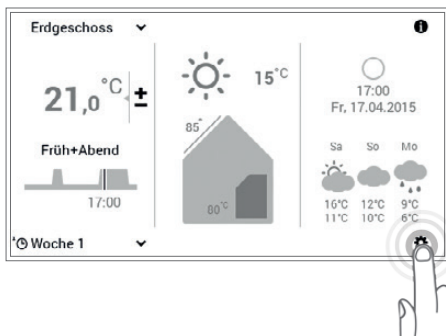 Erdgeschoss
21,0 °C ±
Früh+Abend
17:00
Woche 1
15°C
85°
80°C
17:00
Fr, 17.04.2015
Sa So Mo
16°C 12°C 9°C
11°C 10°C 6°C